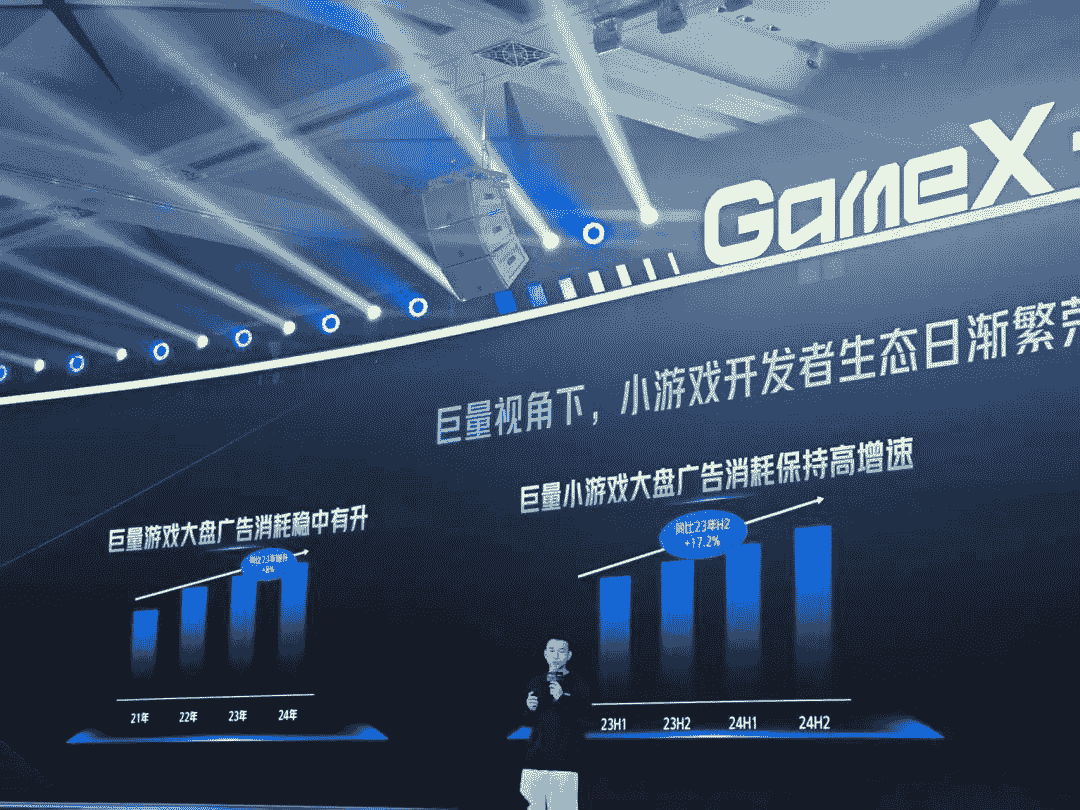 GameX
巨量视角下，小游戏开发者生态日渐繁荣
巨量游戏大盘广告消耗稳中有升
+8%
21年
22年
23年
24年
巨量小游戏大盘广告消耗保持高增速
同比23年H2
+17.2%
23H1
23H2
24H1
24H2